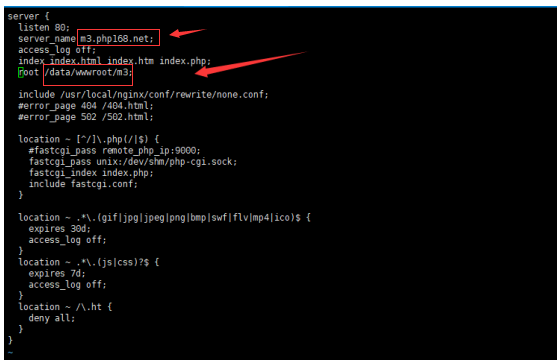 server {
listen 80;
server_name m3.php168.net;
access_log off;
index index.html index.htm index.php;
root /data/wwwroot/m3;
include /usr/local/nginx/conf/rewrite/none.conf;
#error_page 404 /404.html;
#error_page 502 /502.html;
location ~ [^/]\.php(/|$) {
#fastcgi_pass remote_php_ip:9000;
fastcgi_pass unix:/dev/shm/php-cgi.sock;
fastcgi_index index.php;
include fastcgi.conf;
}
location ~ .*\.(gif|jpg|jpeg|png|bmp|swf|flv|mp4|ico)$ {
expires 30d;
access_log off;
}
location ~ .*\.(js|css)?$ {
expires 7d;
access_log off;
}
location ~ /\.ht {
deny all;
}
}
~